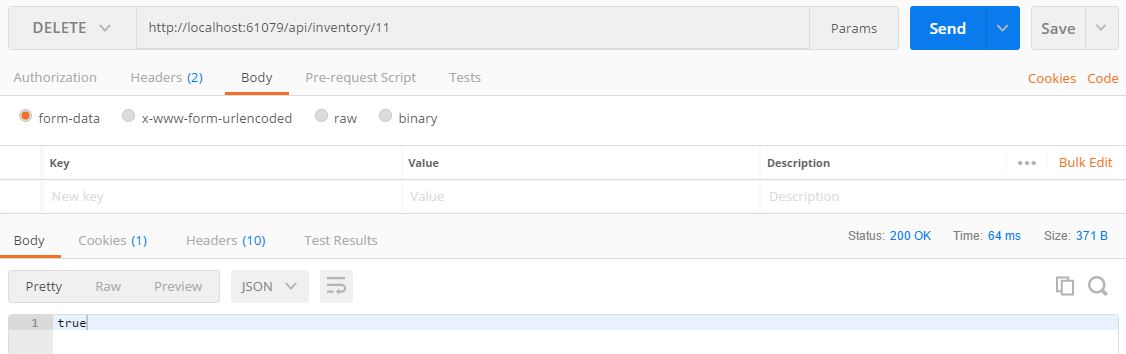 DELETE http://localhost:61079/api/inventory/11 Params Send Save
Authorization Headers (2) Body Pre-request Script Tests Cookies Code
form-data x-www-form-urlencoded raw binary
Key Value Description ••• Bulk Edit
New key Value Description
Body Cookies (1) Headers (10) Test Results Status: 200 OK Time: 64 ms Size: 371 B
Pretty Raw Preview JSON
1 true